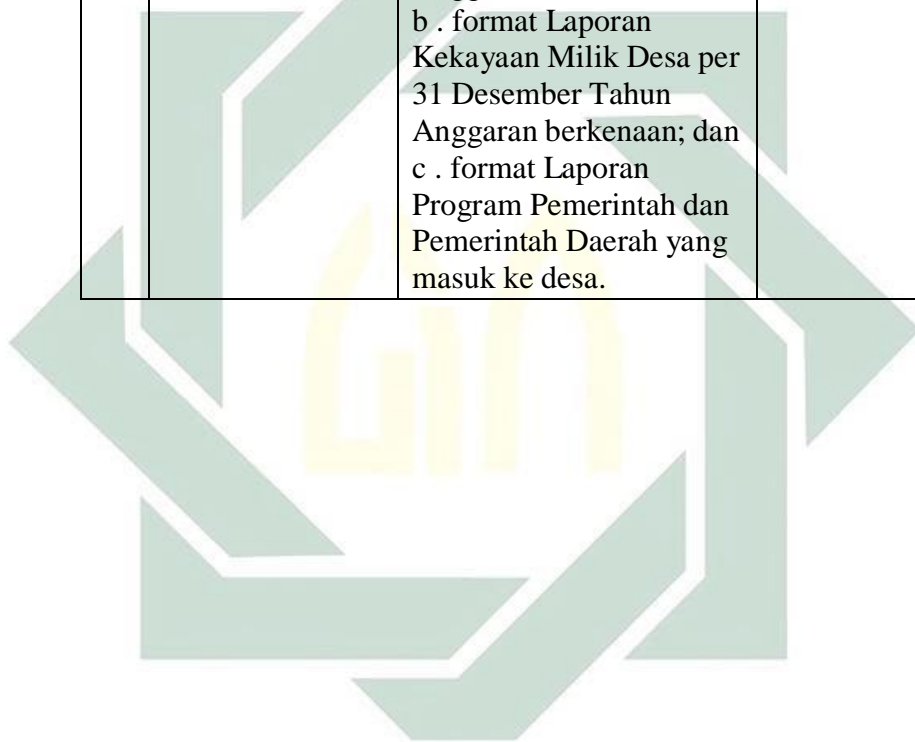 b . format Laporan
Kekayaan Milik Desa per
31 Desember Tahun
Anggaran berkenaan; dan
c . format Laporan
Program Pemerintah dan
Pemerintah Daerah yang
masuk ke desa.